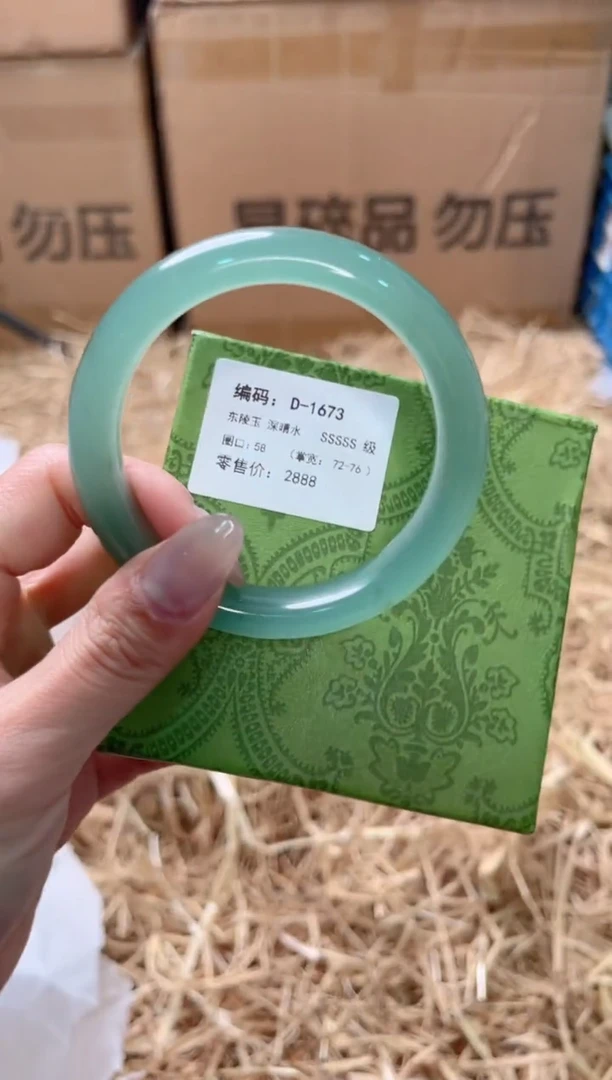 勿压
易碎品 勿压
编码：D-1673
东陵玉 深晴水 SSSSS 级
圈口：58 （掌宽：72-76 ）
零售价：2888